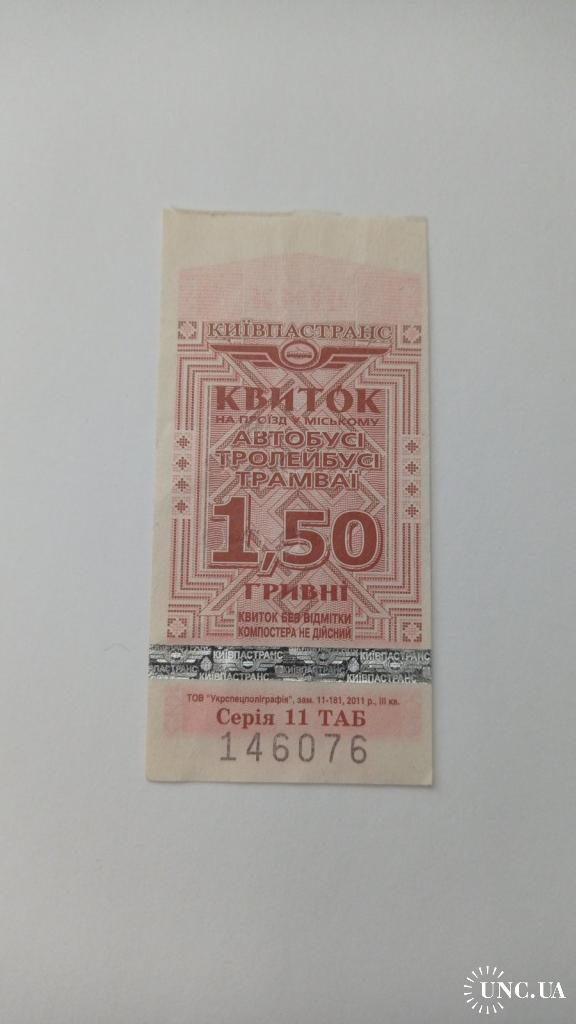 КИЇВПАСТРАНС
КВИТОК
НА ПРОЇЗД У МІСЬКОМУ
АВТОБУСІ
ТРОЛЕЙБУСІ
ТРАМВАЇ
1,50
ГРИВНІ
КВИТОК БЕЗ ВІДМІТКИ
КОМПОСТЕРА НЕ ДІЙСНИЙ
КИЇВПАСТРАНС КИЇВПАСТРАНС
ТОВ "Укрспецполіграфія", зам. 11-181, 2011 р., III кв.
Серія 11 ТАБ
146076
UNC.UA